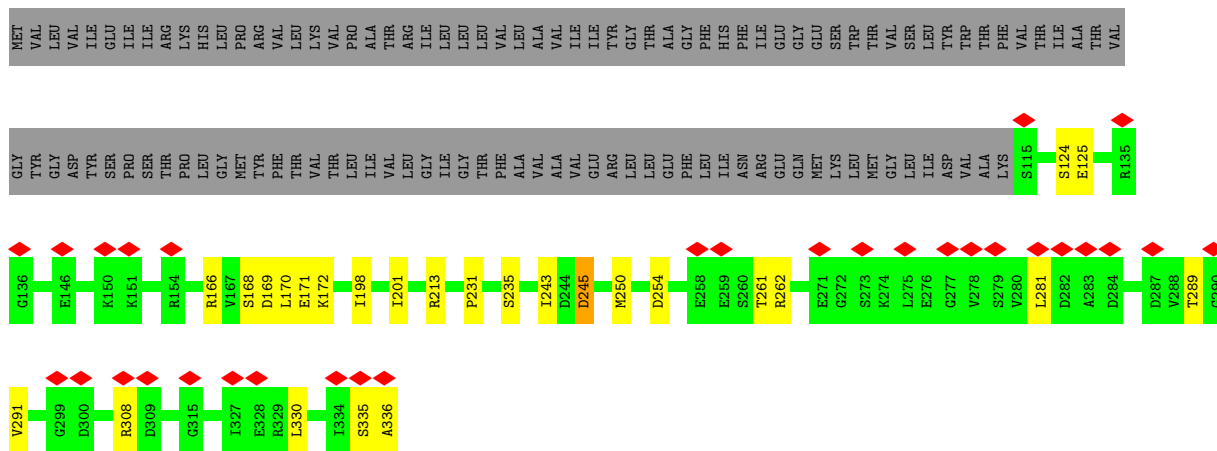 MET VAL LEU VAL ILE GLU ILE ILE ARG LYS HIS LEU PRO ARG VAL LEU LYS VAL PRO ALA THR ARG ILE LEU LEU LEU VAL LEU ALA VAL ILE ILE TYR GLY THR ALA GLY PHE HIS PHE ILE GLU GLY GLU SER TRP THR VAL SER LEU TYR TRP THR PHE VAL THR ILE ALA THR VAL
GLY TYR GLY ASP TYR SER PRO SER THR PRO LEU GLY MET TYR PHE THR VAL THR LEU ILE VAL LEU GLY ILE GLY THR PHE ALA VAL ALA VAL GLU ARG LEU LEU GLU PHE LEU ILE ASN ARG GLU GLN MET LYS LEU MET GLY LEU ILE ASP VAL ALA LYS S115 S124 E125 R135
G136 E146 K150 K151 R154 R166 V167 S168 D169 L170 E171 K172 I198 I201 R213 P231 S235 I243 D244 D245 M250 D254 E258 E259 S260 T261 R262 E271 G272 S273 K274 L275 E276 G277 V278 S279 V280 L281 D282 A283 D284 D287 V288 T289 G290
V291 G299 D300 R308 D309 G315 I327 E328 R329 L330 I334 S335 A336